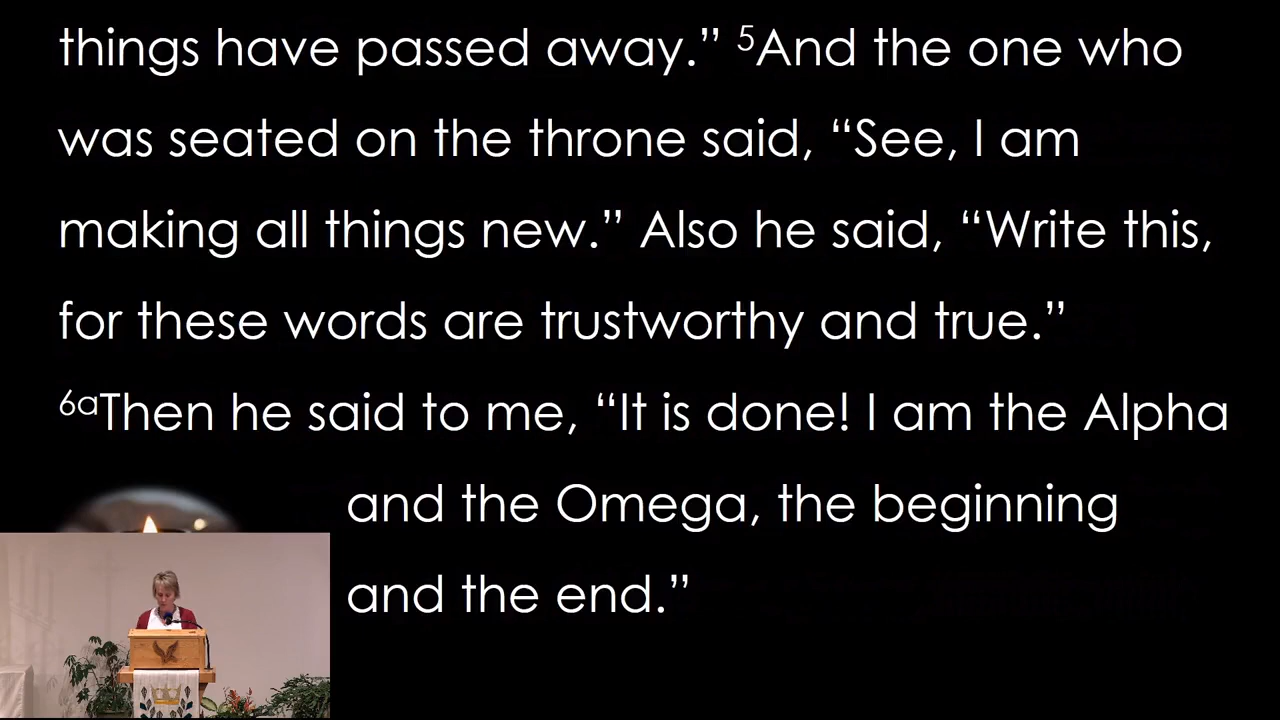 things have passed away.” ⁵And the one who
was seated on the throne said, “See, I am
making all things new.” Also he said, “Write this,
for these words are trustworthy and true.”
⁶ᵃThen he said to me, “It is done! I am the Alpha
and the Omega, the beginning
and the end.”